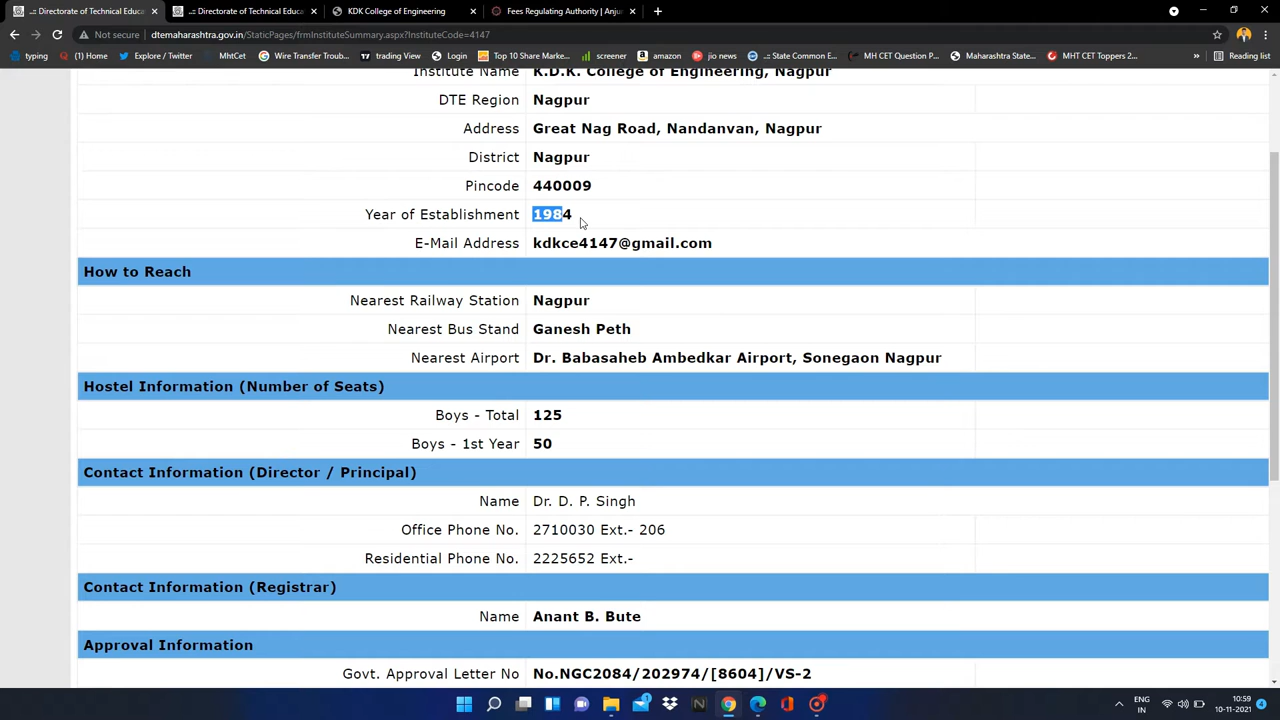 .:: Directorate of Technical Educa
.:: Directorate of Technical Educa
KDK College of Engineering
Fees Regulating Authority | Anju
Not secure | dtemaharashtra.gov.in/StaticPages/frmInstituteSummary.aspx?InstituteCode=4147
typing
(1) Home
Explore / Twitter
MhtCet
Wire Transfer Troub...
trading View
Login
Top 10 Share Market...
screener
amazon
jio news
.:: State Common E...
MH CET Question P...
Maharashtra State...
MHT CET Toppers 2...
»
Reading list
Institute Name K.D.K. College of Engineering, Nagpur
DTE Region Nagpur
Address Great Nag Road, Nandanvan, Nagpur
District Nagpur
Pincode 440009
Year of Establishment 1984
E-Mail Address kdkce4147@gmail.com
How to Reach
Nearest Railway Station Nagpur
Nearest Bus Stand Ganesh Peth
Nearest Airport Dr. Babasaheb Ambedkar Airport, Sonegaon Nagpur
Hostel Information (Number of Seats)
Boys - Total 125
Boys - 1st Year 50
Contact Information (Director / Principal)
Name Dr. D. P. Singh
Office Phone No. 2710030 Ext.- 206
Residential Phone No. 2225652 Ext.-
Contact Information (Registrar)
Name Anant B. Bute
Approval Information
Govt. Approval Letter No No.NGC2084/202974/[8604]/VS-2
ENG
IN
10:59
10-11-2021